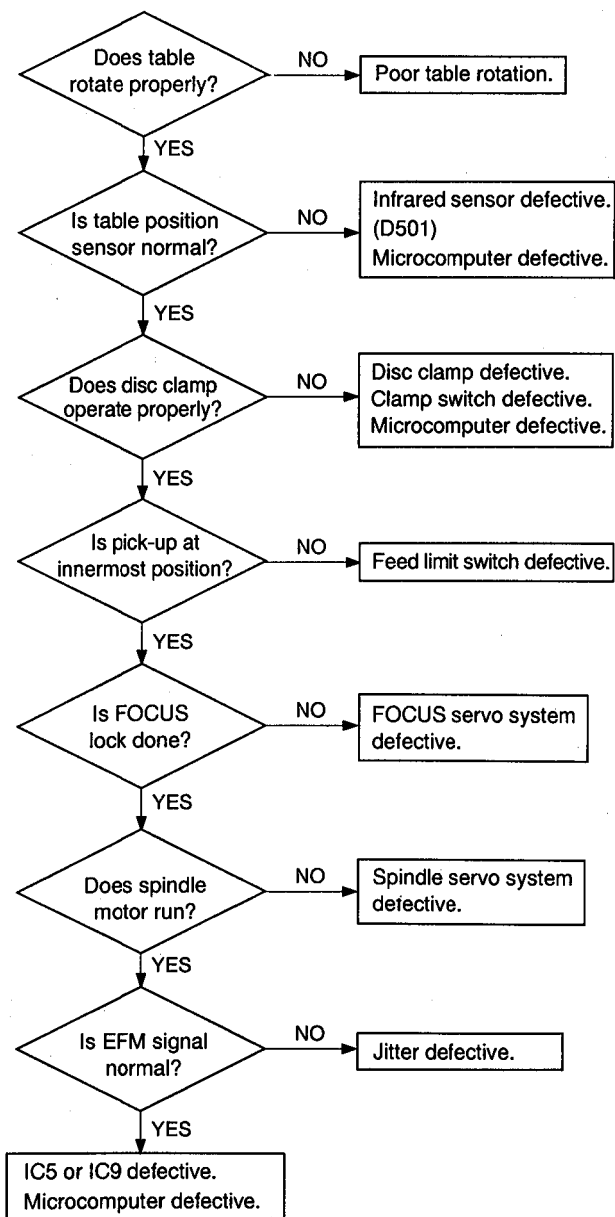 Does table
rotate properly?
NO
Poor table rotation.
YES
Is table position
sensor normal?
NO
Infrared sensor defective.
(D501)
Microcomputer defective.
YES
Does disc clamp
operate properly?
NO
Disc clamp defective.
Clamp switch defective.
Microcomputer defective.
YES
Is pick-up at
innermost position?
NO
Feed limit switch defective.
YES
Is FOCUS
lock done?
NO
FOCUS servo system
defective.
YES
Does spindle
motor run?
NO
Spindle servo system
defective.
YES
Is EFM signal
normal?
NO
Jitter defective.
YES
IC5 or IC9 defective.
Microcomputer defective.